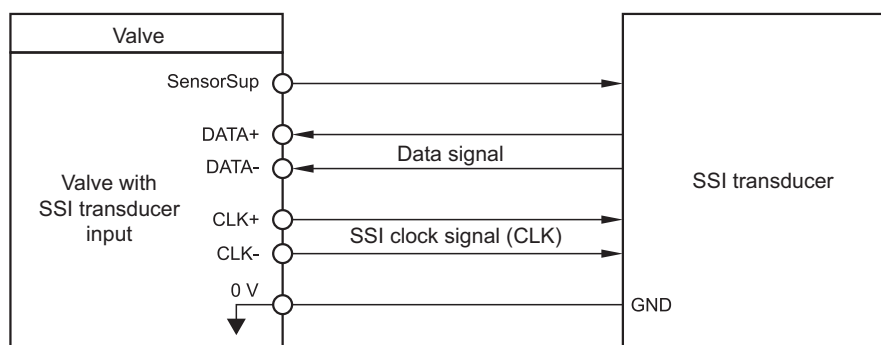 Valve
SensorSup
DATA+
Data signal
DATA-
Valve with
SSI transducer
input
SSI transducer
CLK+
SSI clock signal (CLK)
CLK-
0 V
GND